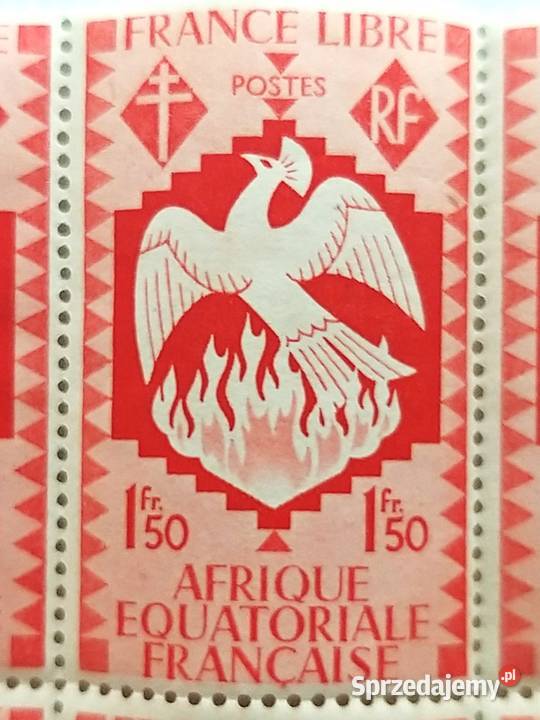 FRANCE LIBRE
POSTES
RF
1 Fr. 50
1 Fr. 50
AFRIQUE
EQUATORIALE
FRANÇAISE
Sprzedajemy.pl